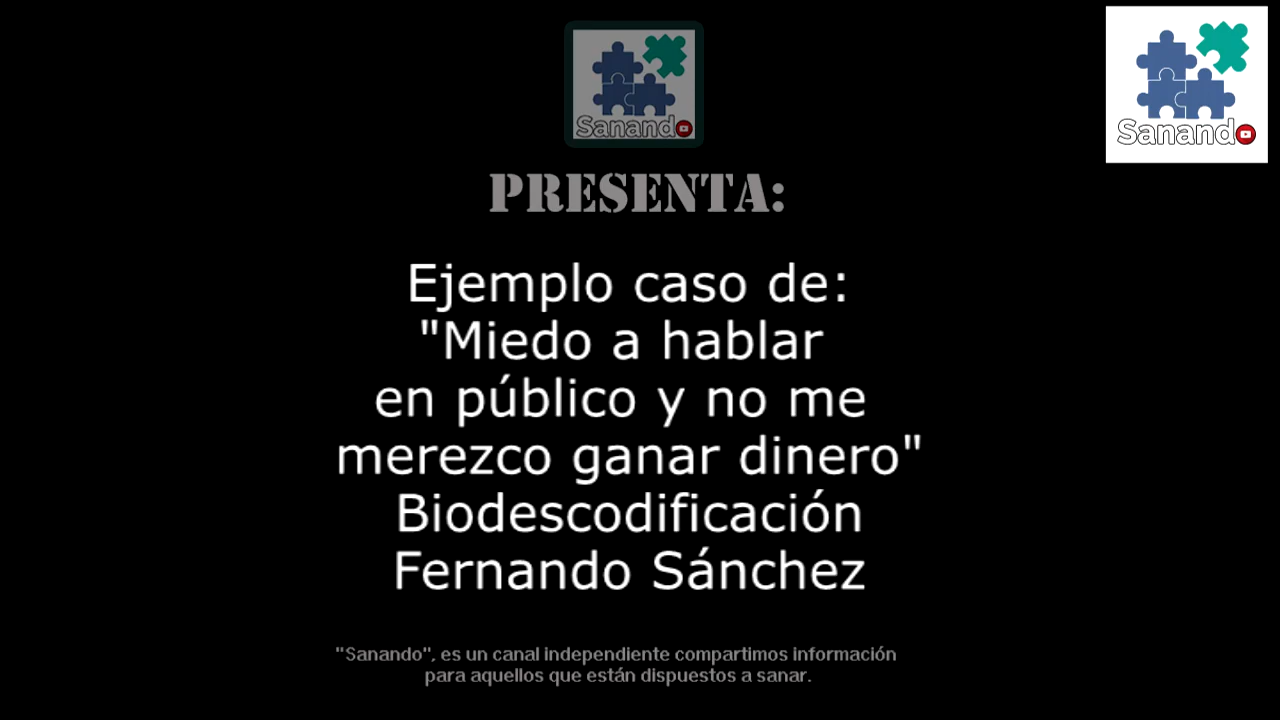 Sanando
Sanando
PRESENTA:
Ejemplo caso de:
"Miedo a hablar
en público y no me
merezco ganar dinero"
Biodescodificación
Fernando Sánchez
"Sanando", es un canal independiente compartimos información
para aquellos que están dispuestos a sanar.